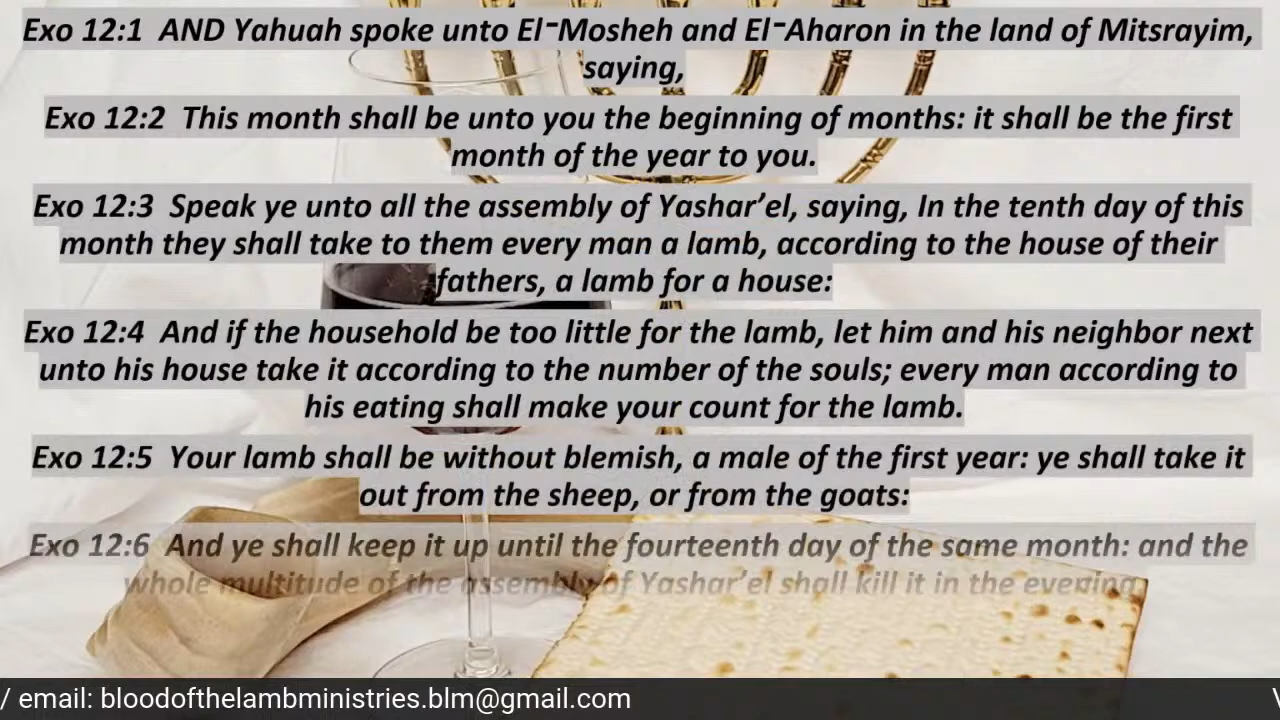 Exo 12:1 AND Yahuah spoke unto El⁻Mosheh and El⁻Aharon in the land of Mitsrayim,
saying,
Exo 12:2 This month shall be unto you the beginning of months: it shall be the first
month of the year to you.
Exo 12:3 Speak ye unto all the assembly of Yashar’el, saying, In the tenth day of this
month they shall take to them every man a lamb, according to the house of their
fathers, a lamb for a house:
Exo 12:4 And if the household be too little for the lamb, let him and his neighbor next
unto his house take it according to the number of the souls; every man according to
his eating shall make your count for the lamb.
Exo 12:5 Your lamb shall be without blemish, a male of the first year: ye shall take it
out from the sheep, or from the goats:
Exo 12:6 And ye shall keep it up until the fourteenth day of the same month: and the
whole multitude of the assembly of Yashar’el shall kill it in the evening.
/ email: bloodofthelambministries.blm@gmail.com